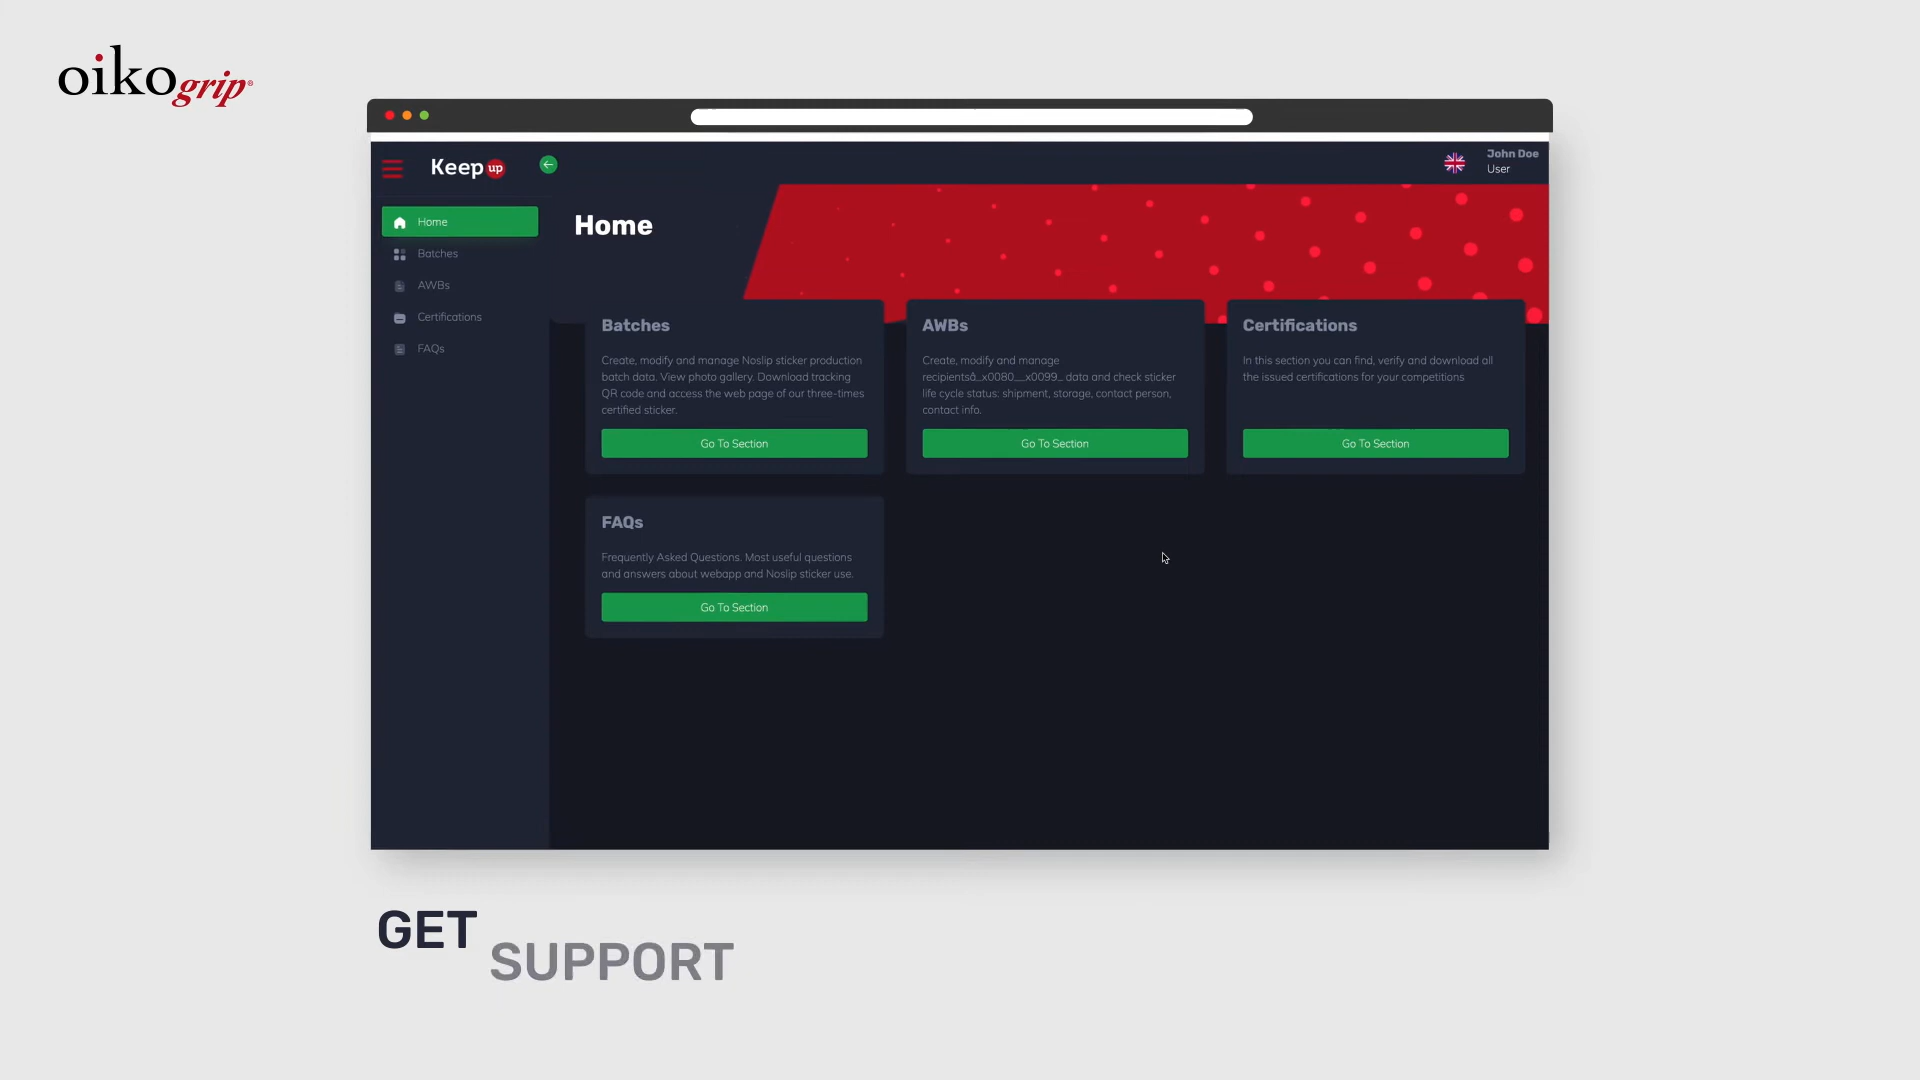 oikogrip®
Keep up
John Doe
User
Home
Batches
AWBs
Certifications
FAQs
Home
Batches
Create, modify and manage Noslip sticker production
batch data. View photo gallery. Download tracking
QR code and access the web page of our three-times
certified sticker.
Go To Section
AWBs
Create, modify and manage
recipientsâ_x0080__x0099_ data and check sticker
life cycle status: shipment, storage, contact person,
contact info.
Go To Section
Certifications
In this section you can find, verify and download all
the issued certifications for your competitions
Go To Section
FAQs
Frequently Asked Questions. Most useful questions
and answers about webapp and Noslip sticker use.
Go To Section
GET
SUPPORT